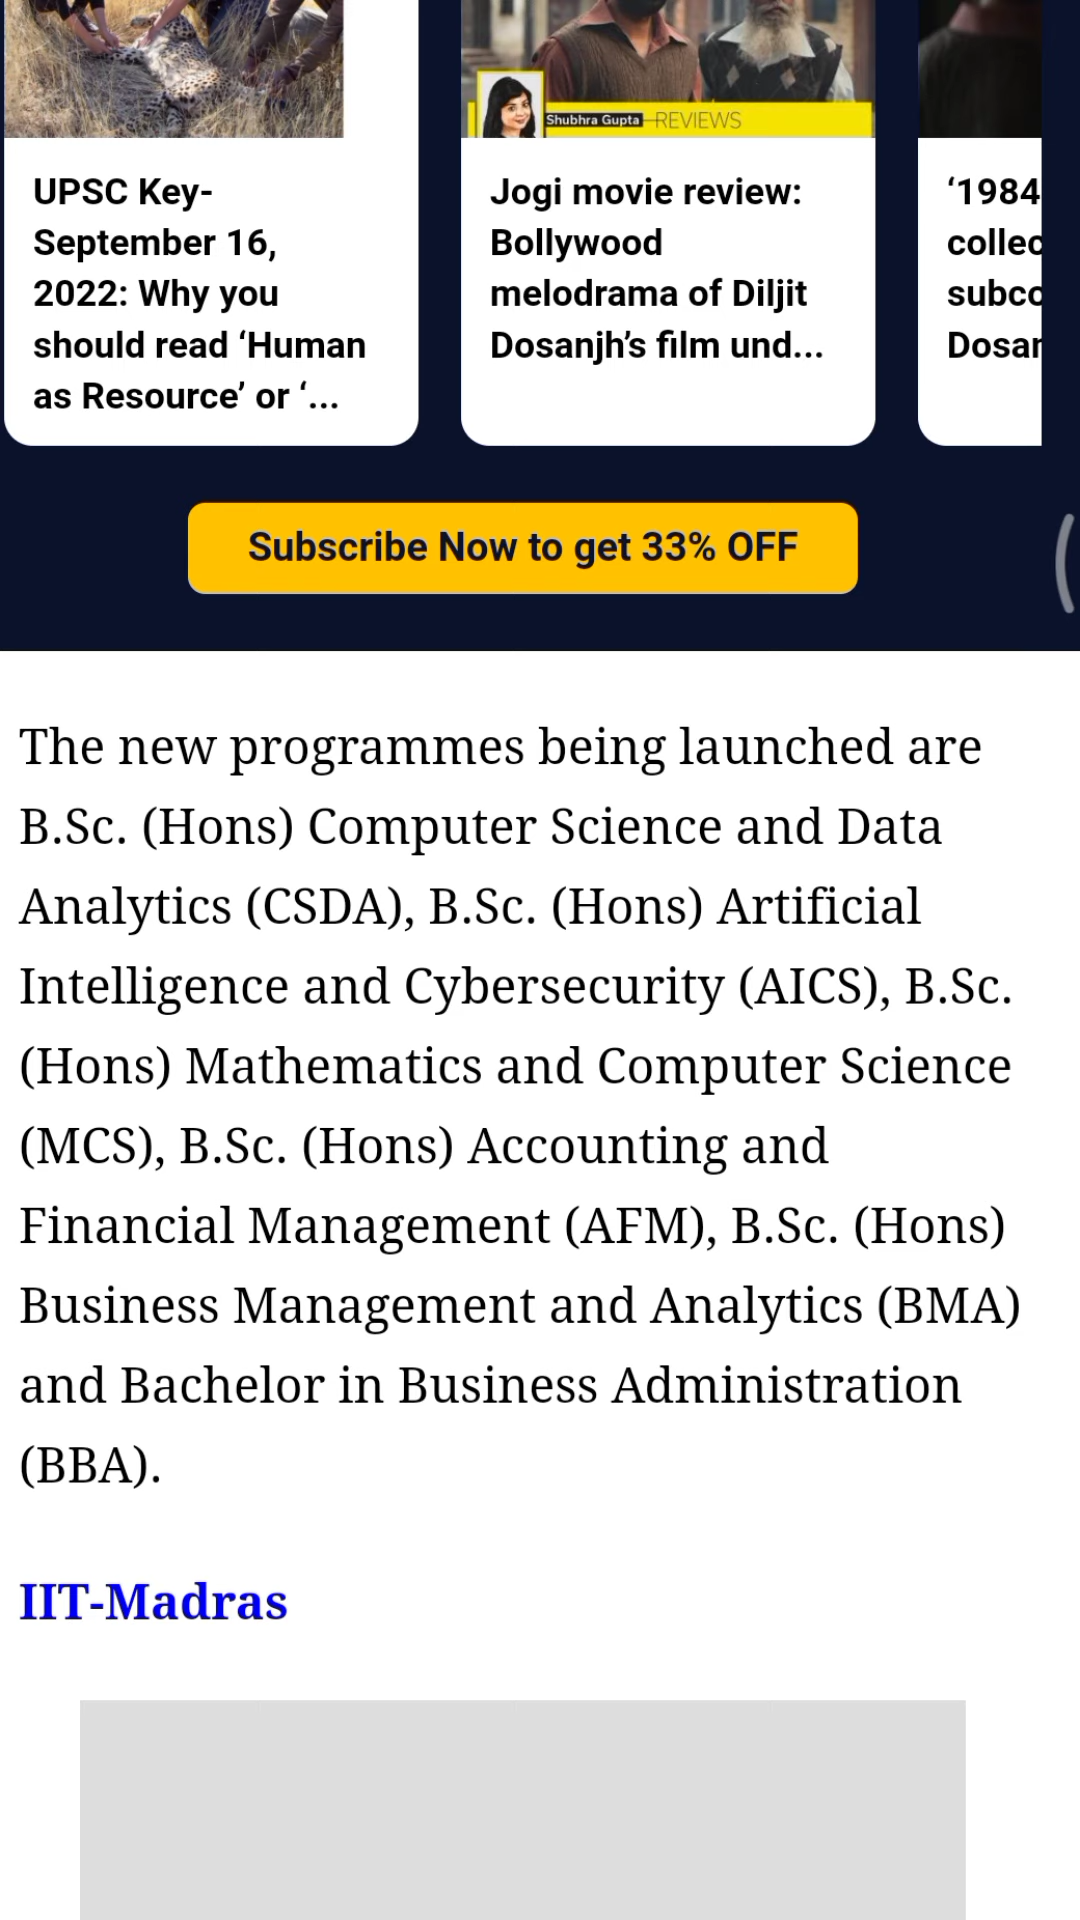 Shubhra Gupta REVIEWS
UPSC Key-
September 16,
2022: Why you
should read ‘Human
as Resource’ or ‘...
Jogi movie review:
Bollywood
melodrama of Diljit
Dosanjh’s film und...
‘1984
collec
subco
Dosan
Subscribe Now to get 33% OFF
The new programmes being launched are
B.Sc. (Hons) Computer Science and Data
Analytics (CSDA), B.Sc. (Hons) Artificial
Intelligence and Cybersecurity (AICS), B.Sc.
(Hons) Mathematics and Computer Science
(MCS), B.Sc. (Hons) Accounting and
Financial Management (AFM), B.Sc. (Hons)
Business Management and Analytics (BMA)
and Bachelor in Business Administration
(BBA).
IIT-Madras